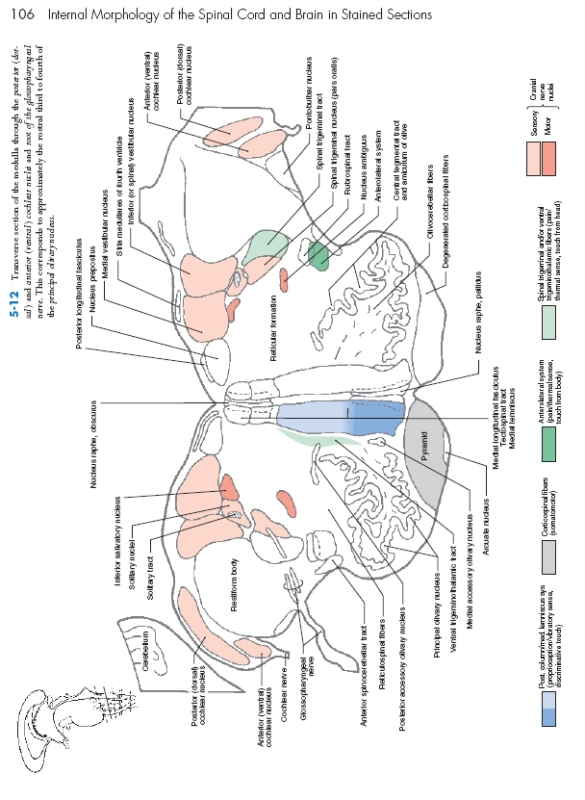 106 Internal Morphology of the Spinal Cord and Brain in Stained Sections
5-12 Transverse section of the medulla through the posterior (dor-
sal) and anterior (ventral) cochlear nuclei and root of the glossopharyngeal
nerve. This corresponds to approximately the rostral third to fourth of
the principal olivary nucleus.
Anterior (ventral)
cochlear nucleus
Posterior (dorsal)
cochlear nucleus
Posterior longitudinal fasciculus
Nucleus prepositus
Medial vestibular nucleus
Stria medullares of fourth ventricle
Inferior (or spinal) vestibular nucleus
Pontobulbar nucleus
Spinal trigeminal tract
Spinal trigeminal nucleus (pars oralis)
Rubrospinal tract
Nucleus ambiguus
Anterolateral system
Central tegmental tract
and amiculum of olive
Olivocerebellar fibers
Degenerated corticospinal fibers
Reticular formation
Nucleus raphe, pallidus
Nucleus raphe, obscurus
Medial longitudinal fasciculus
Tectospinal tract
Medial lemniscus
Pyramid
Inferior salivatory nucleus
Solitary nuclei
Solitary tract
Restiform body
Cerebellum
Posterior (dorsal)
cochlear nucleus
Anterior (ventral)
cochlear nucleus
Cochlear nerve
Glossopharyngeal
nerve
Anterior spinocerebellar tract
Reticulospinal fibers
Posterior accessory olivary nucleus
Principal olivary nucleus
Ventral trigeminothalamic tract
Medial accessory olivary nucleus
Arcuate nucleus
Post. column/med. lemniscus sys
(proprioception/vibratory sense,
discriminative touch)
Corticospinal fibers
(somatomotor)
Anterolateral system
(pain/thermal sense,
touch from body)
Spinal trigeminal and/or ventral
trigeminothalamic fibers (pain/
thermal sense, touch from head)
Sensory
Motor
Cranial
nerve
nuclei